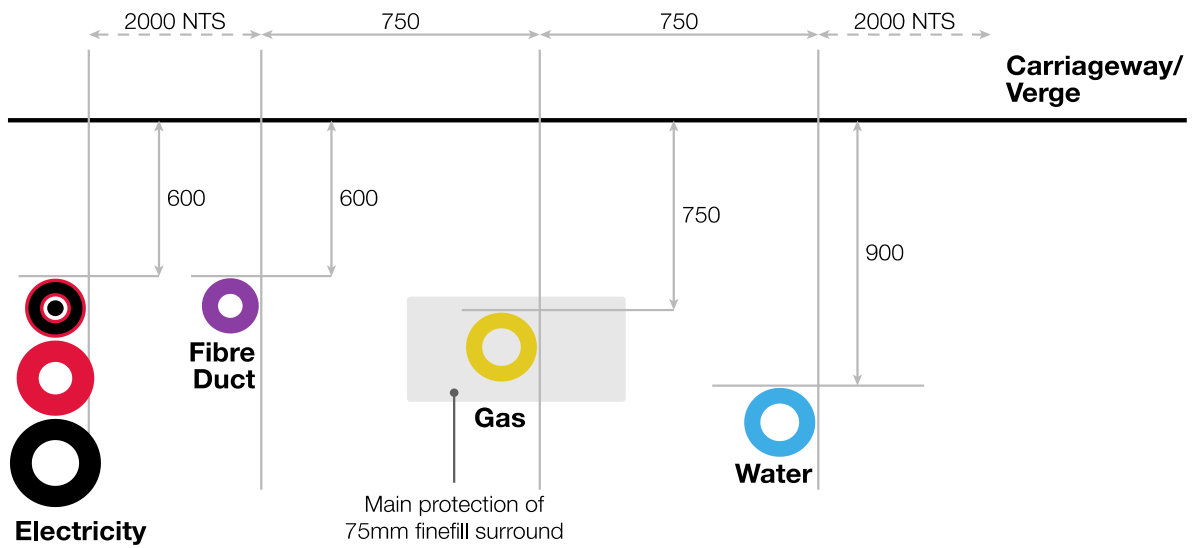 2000 NTS
750
750
2000 NTS
Carriageway/
Verge
600
600
750
900
Fibre
Duct
Gas
Water
Main protection of
75mm finefill surround
Electricity